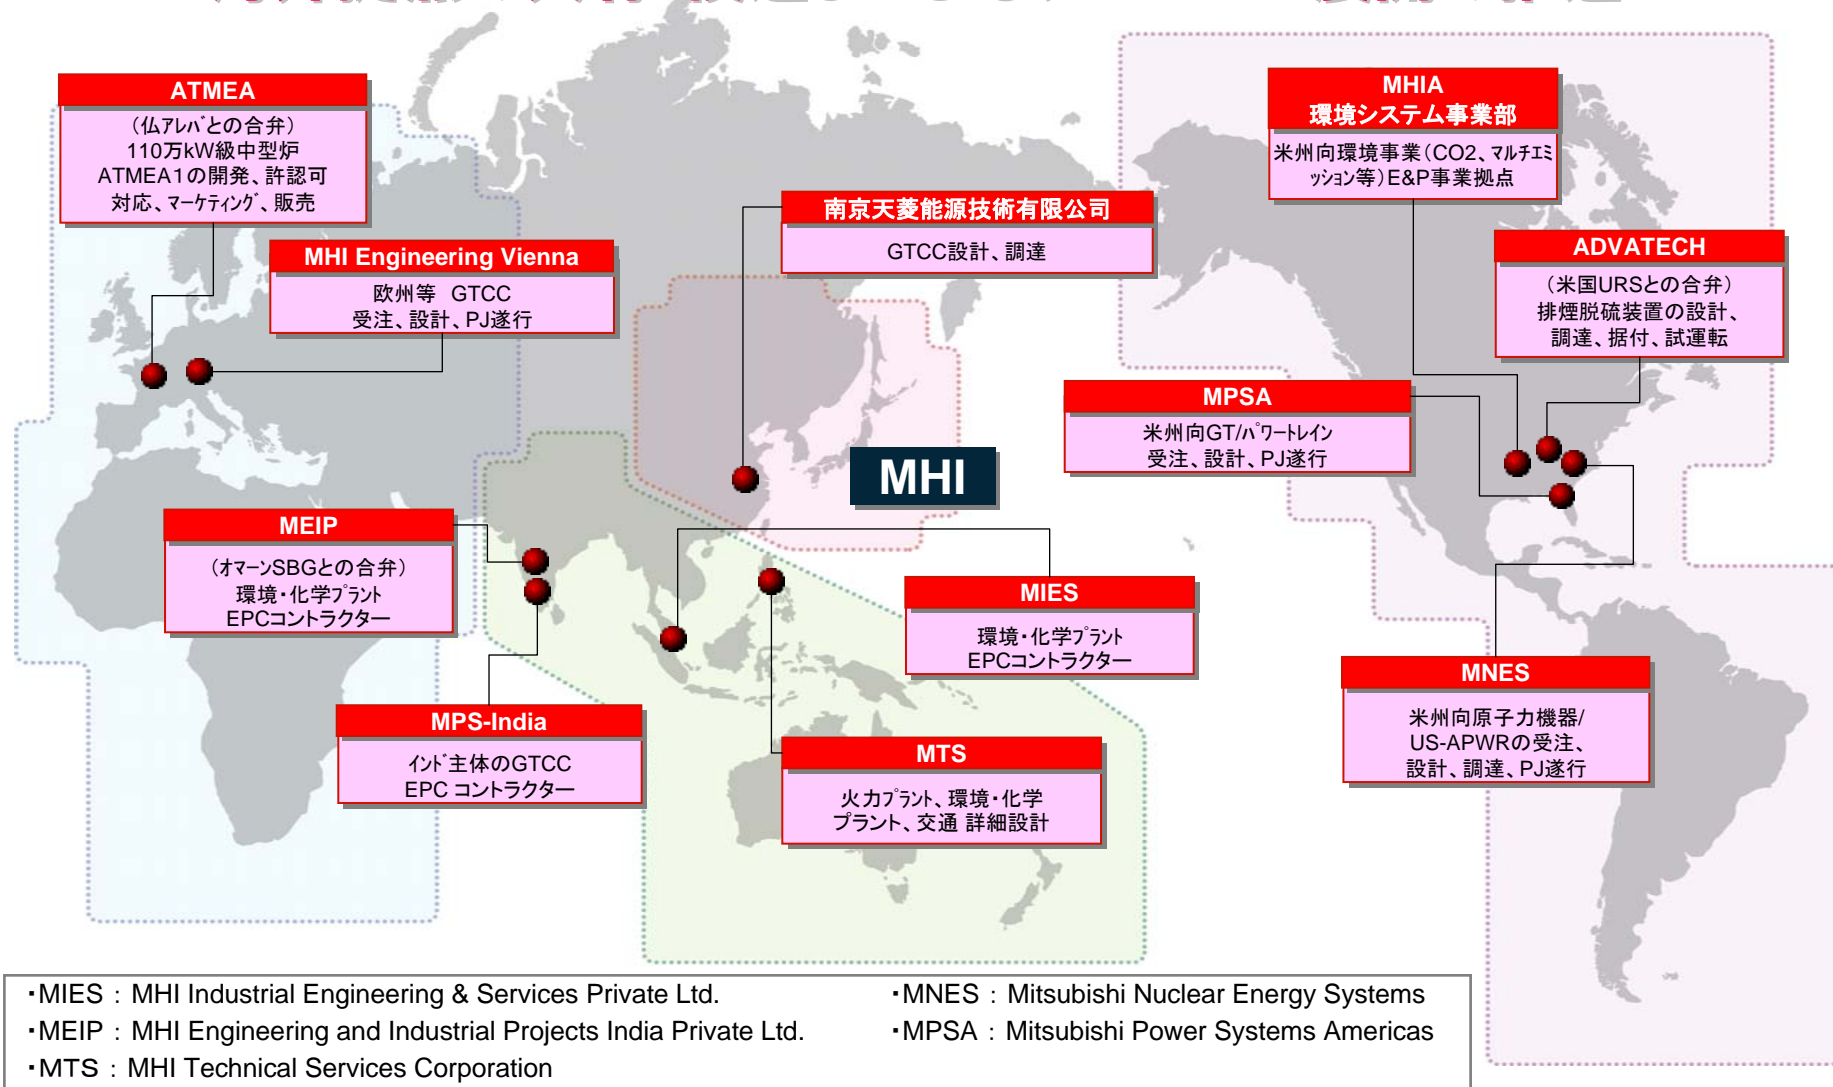 ATMEA
(仏アレバとの合弁)
110万kW級中型炉
ATMEA1の開発、許認可
対応、マーケティング、販売
MHI Engineering Vienna
欧州等 GTCC
受注、設計、PJ遂行
南京天菱能源技術有限公司
GTCC設計、調達
MHIA
環境システム事業部
米州向環境事業(CO2、マルチエミ
ッション等)E&P事業拠点
ADVATECH
(米国URSとの合弁)
排煙脱硫装置の設計、
調達、据付、試運転
MPSA
米州向GT/パワートレイン
受注、設計、PJ遂行
MHI
MEIP
(オマーンSBGとの合弁)
環境・化学プラント
EPCコントラクター
MIES
環境・化学プラント
EPCコントラクター
MNES
米州向原子力機器/
US-APWRの受注、
設計、調達、PJ遂行
MPS-India
インド主体のGTCC
EPC コントラクター
MTS
火力プラント、環境・化学
プラント、交通 詳細設計
・MIES : MHI Industrial Engineering & Services Private Ltd.
・MEIP : MHI Engineering and Industrial Projects India Private Ltd.
・MTS : MHI Technical Services Corporation
・MNES : Mitsubishi Nuclear Energy Systems
・MPSA : Mitsubishi Power Systems Americas